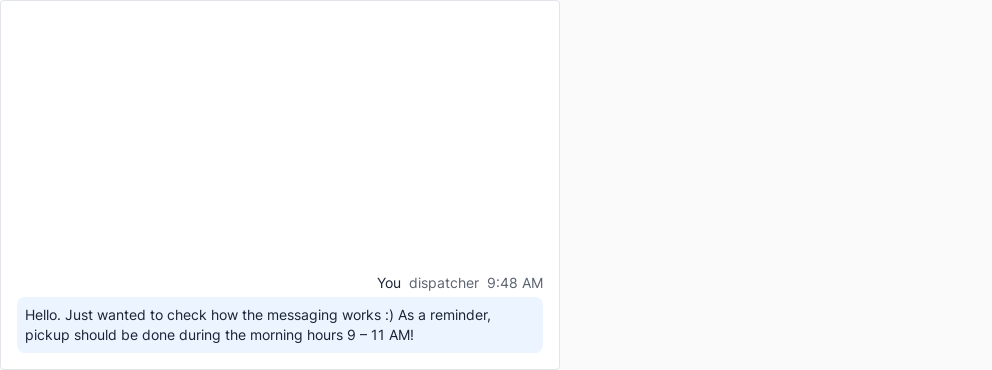 You dispatcher 9:48 AM
Hello. Just wanted to check how the messaging works :) As a reminder,
pickup should be done during the morning hours 9 – 11 AM!